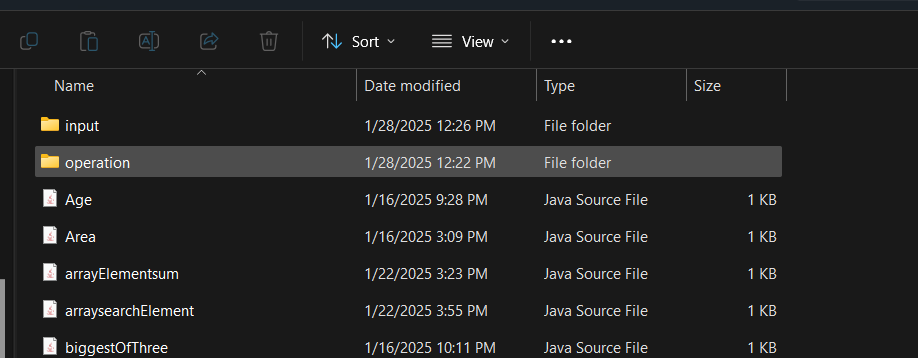 Sort View
Name Date modified Type Size
input 1/28/2025 12:26 PM File folder
operation 1/28/2025 12:22 PM File folder
Age 1/16/2025 9:28 PM Java Source File 1 KB
Area 1/16/2025 3:09 PM Java Source File 1 KB
arrayElementsum 1/22/2025 3:23 PM Java Source File 1 KB
arraysearchElement 1/22/2025 3:55 PM Java Source File 1 KB
biggestOfThree 1/16/2025 10:11 PM Java Source File 1 KB